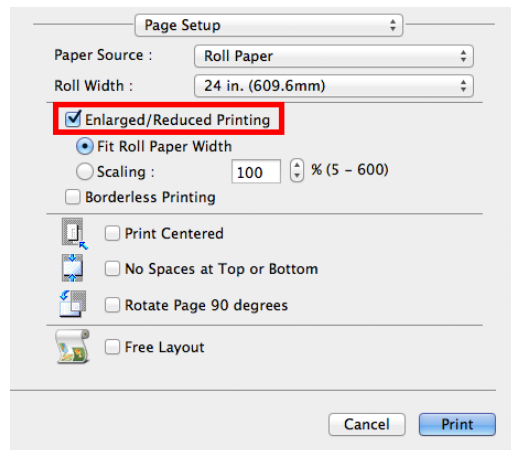 Page Setup
Paper Source : Roll Paper
Roll Width : 24 in. (609.6mm)
Enlarged/Reduced Printing
Fit Roll Paper Width
Scaling : 100 % (5 – 600)
Borderless Printing
Print Centered
No Spaces at Top or Bottom
Rotate Page 90 degrees
Free Layout
Cancel Print